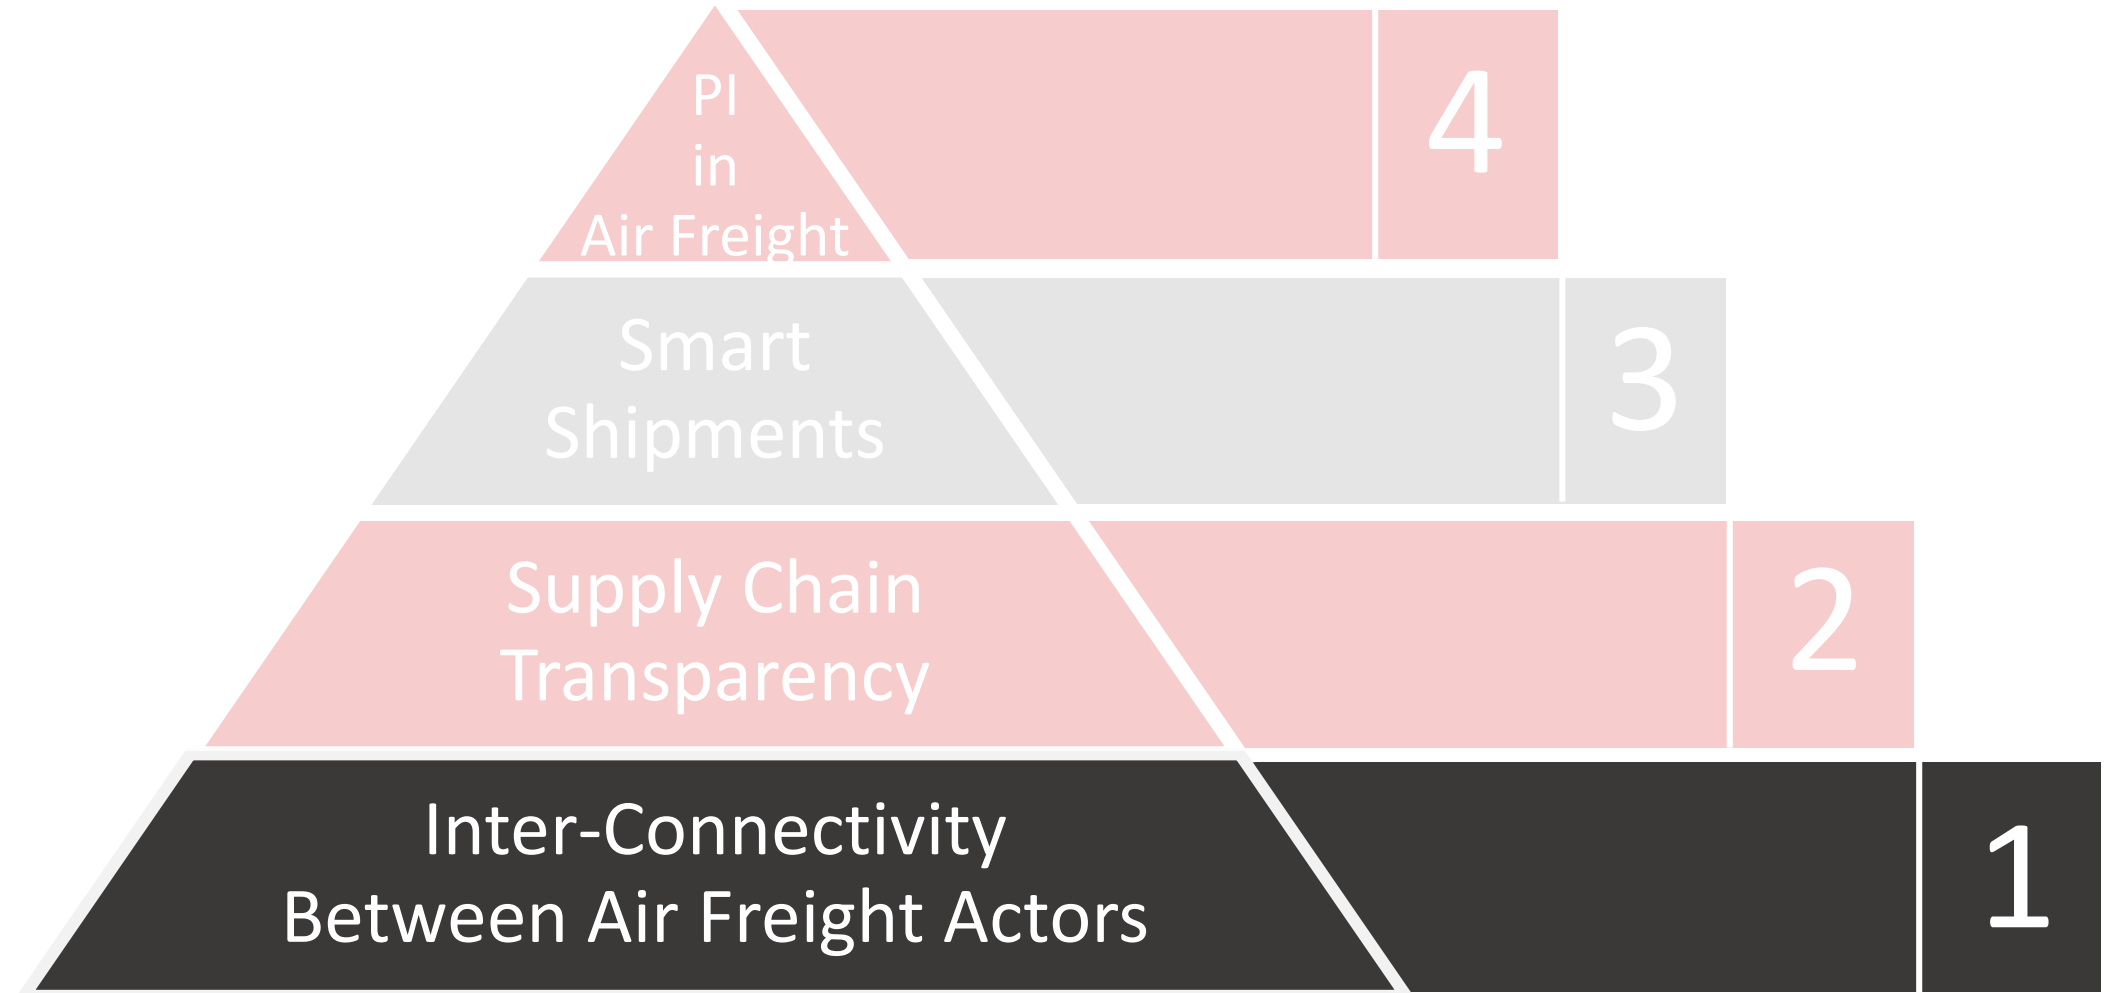 PI
in
Air Freight
4
Smart
Shipments
3
Supply Chain
Transparency
2
Inter-Connectivity
Between Air Freight Actors
1